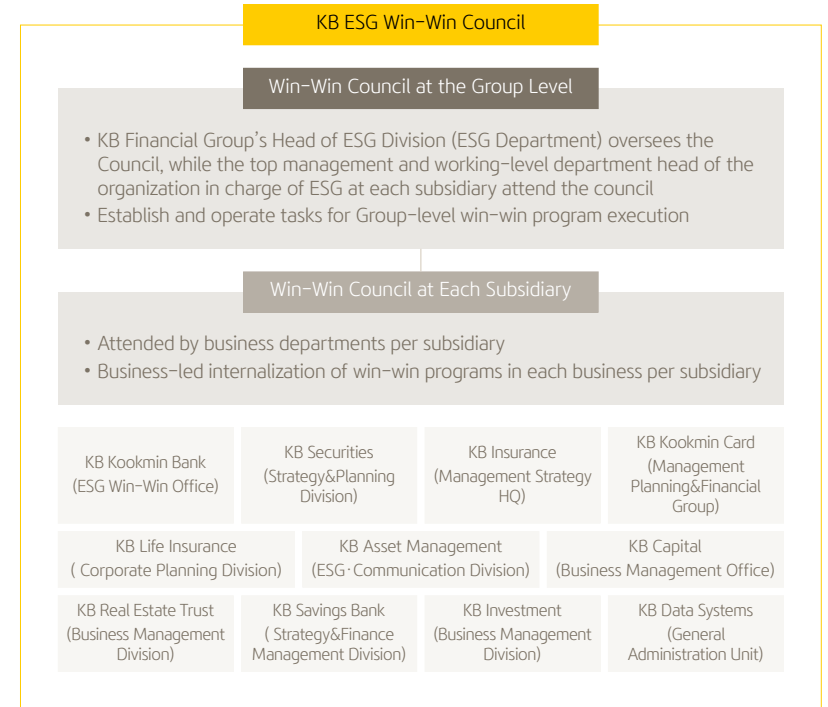 KB ESG Win-Win Council
Win-Win Council at the Group Level
• KB Financial Group's Head of ESG Division (ESG Department) oversees the
Council, while the top management and working-level department head of the
organization in charge of ESG at each subsidiary attend the council
• Establish and operate tasks for Group-level win-win program execution
Win-Win Council at Each Subsidiary
• Attended by business departments per subsidiary
• Business-led internalization of win-win programs in each business per subsidiary
KB Kookmin Bank
(ESG Win-Win Office)
KB Securities
(Strategy&Planning
Division)
KB Insurance
(Management Strategy
HQ)
KB Kookmin Card
(Management
Planning&Financial
Group)
KB Life Insurance
( Corporate Planning Division)
KB Asset Management
(ESG·Communication Division)
KB Capital
(Business Management Office)
KB Real Estate Trust
(Business Management
Division)
KB Savings Bank
( Strategy&Finance
Management Division)
KB Investment
(Business Management
Division)
KB Data Systems
(General
Administration Unit)